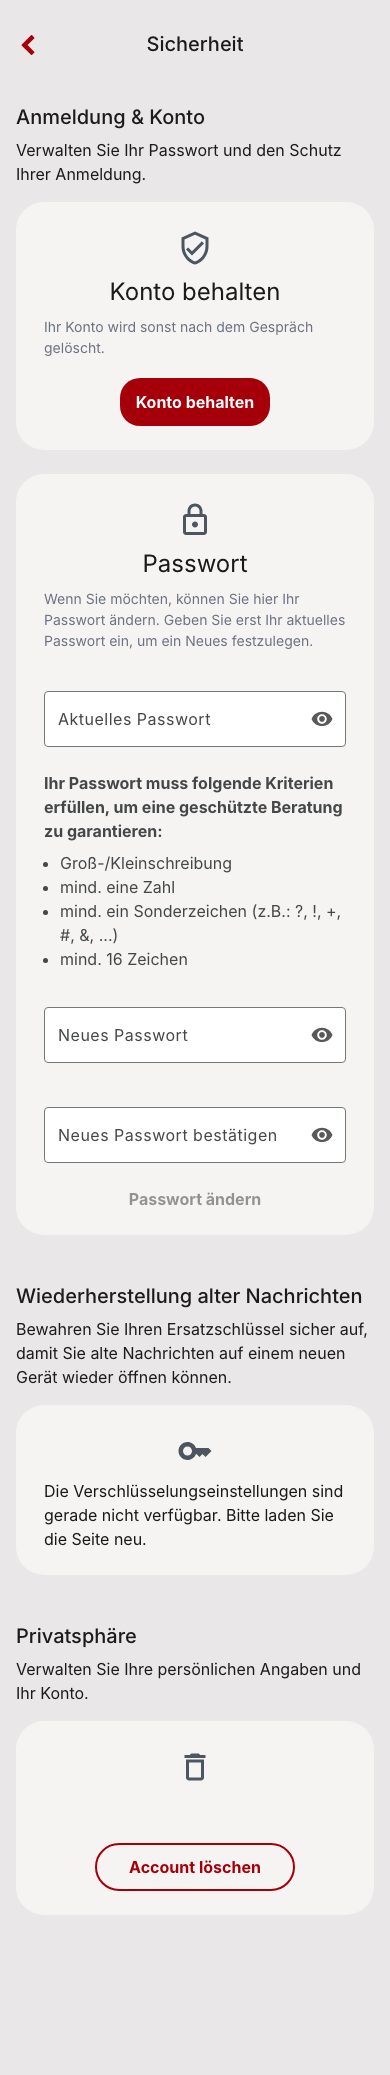 Sicherheit
Anmeldung & Konto
Verwalten Sie Ihr Passwort und den Schutz
Ihrer Anmeldung.
Konto behalten
Ihr Konto wird sonst nach dem Gespräch
gelöscht.
Konto behalten
Passwort
Wenn Sie möchten, können Sie hier Ihr
Passwort ändern. Geben Sie erst Ihr aktuelles
Passwort ein, um ein Neues festzulegen.
Aktuelles Passwort
Ihr Passwort muss folgende Kriterien
erfüllen, um eine geschützte Beratung
zu garantieren:
• Groß-/Kleinschreibung
• mind. eine Zahl
• mind. ein Sonderzeichen (z.B.: ?, !, +,
#, &, ...)
• mind. 16 Zeichen
Neues Passwort
Neues Passwort bestätigen
Passwort ändern
Wiederherstellung alter Nachrichten
Bewahren Sie Ihren Ersatzschlüssel sicher auf,
damit Sie alte Nachrichten auf einem neuen
Gerät wieder öffnen können.
Die Verschlüsselungseinstellungen sind
gerade nicht verfügbar. Bitte laden Sie
die Seite neu.
Privatsphäre
Verwalten Sie Ihre persönlichen Angaben und
Ihr Konto.
Account löschen